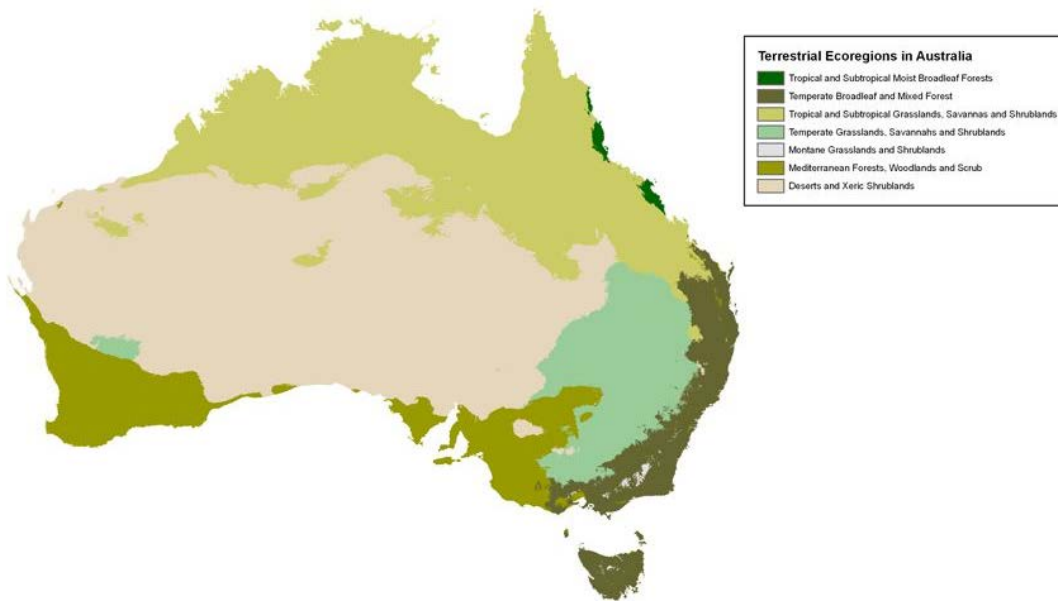 Terrestrial Ecoregions in Australia
Tropical and Subtropical Moist Broadleaf Forests
Temperate Broadleaf and Mixed Forest
Tropical and Subtropical Grasslands, Savannas and Shrublands
Temperate Grasslands, Savannahs and Shrublands
Montane Grasslands and Shrublands
Mediterranean Forests, Woodlands and Scrub
Deserts and Xeric Shrublands